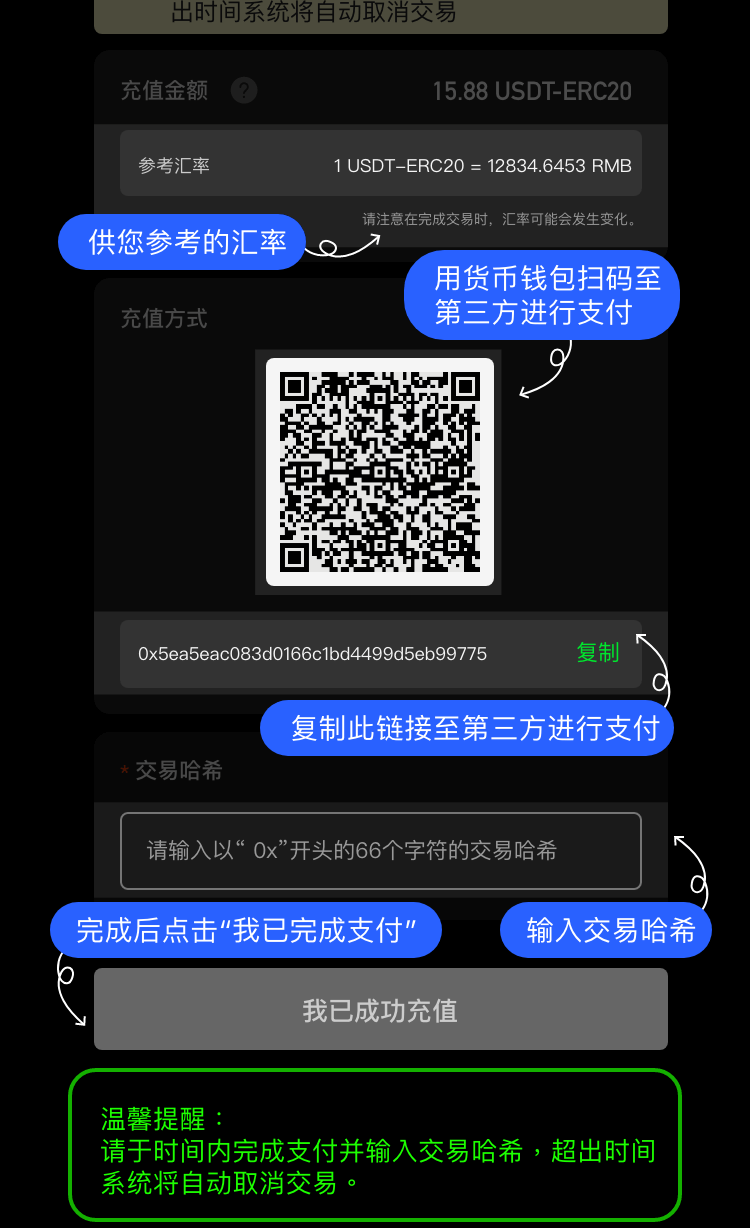 出时间系统将自动取消交易
充值金额 ? 15.88 USDT-ERC20
参考汇率 1 USDT-ERC20 = 12834.6453 RMB
请注意在完成交易时，汇率可能会发生变化。
供您参考的汇率
用货币钱包扫码至
第三方进行支付
充值方式
0x5ea5eac083d0166c1bd4499d5eb99775 复制
复制此链接至第三方进行支付
* 交易哈希
请输入以“ 0x”开头的66个字符的交易哈希
完成后点击“我已完成支付”
输入交易哈希
我已成功充值
温馨提醒：
请于时间内完成支付并输入交易哈希，超出时间
系统将自动取消交易。